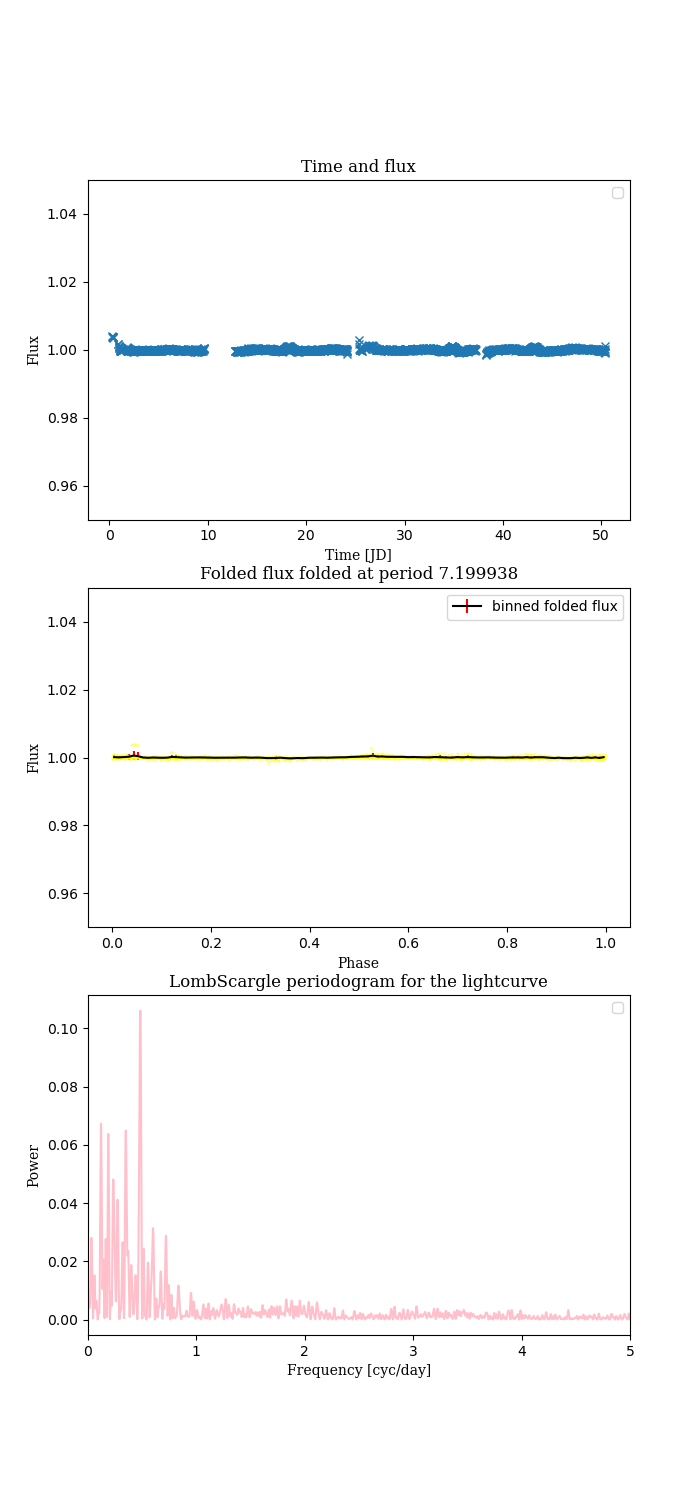 Time and flux
1.04
1.02
1.00
0.98
0.96
Flux
0 10 20 30 40 50
Time [JD]
Folded flux folded at period 7.199938
binned folded flux
1.04
1.02
1.00
0.98
0.96
Flux
0.0 0.2 0.4 0.6 0.8 1.0
Phase
LombScargle periodogram for the lightcurve
0.10
0.08
0.06
0.04
0.02
0.00
Power
0 1 2 3 4 5
Frequency [cyc/day]